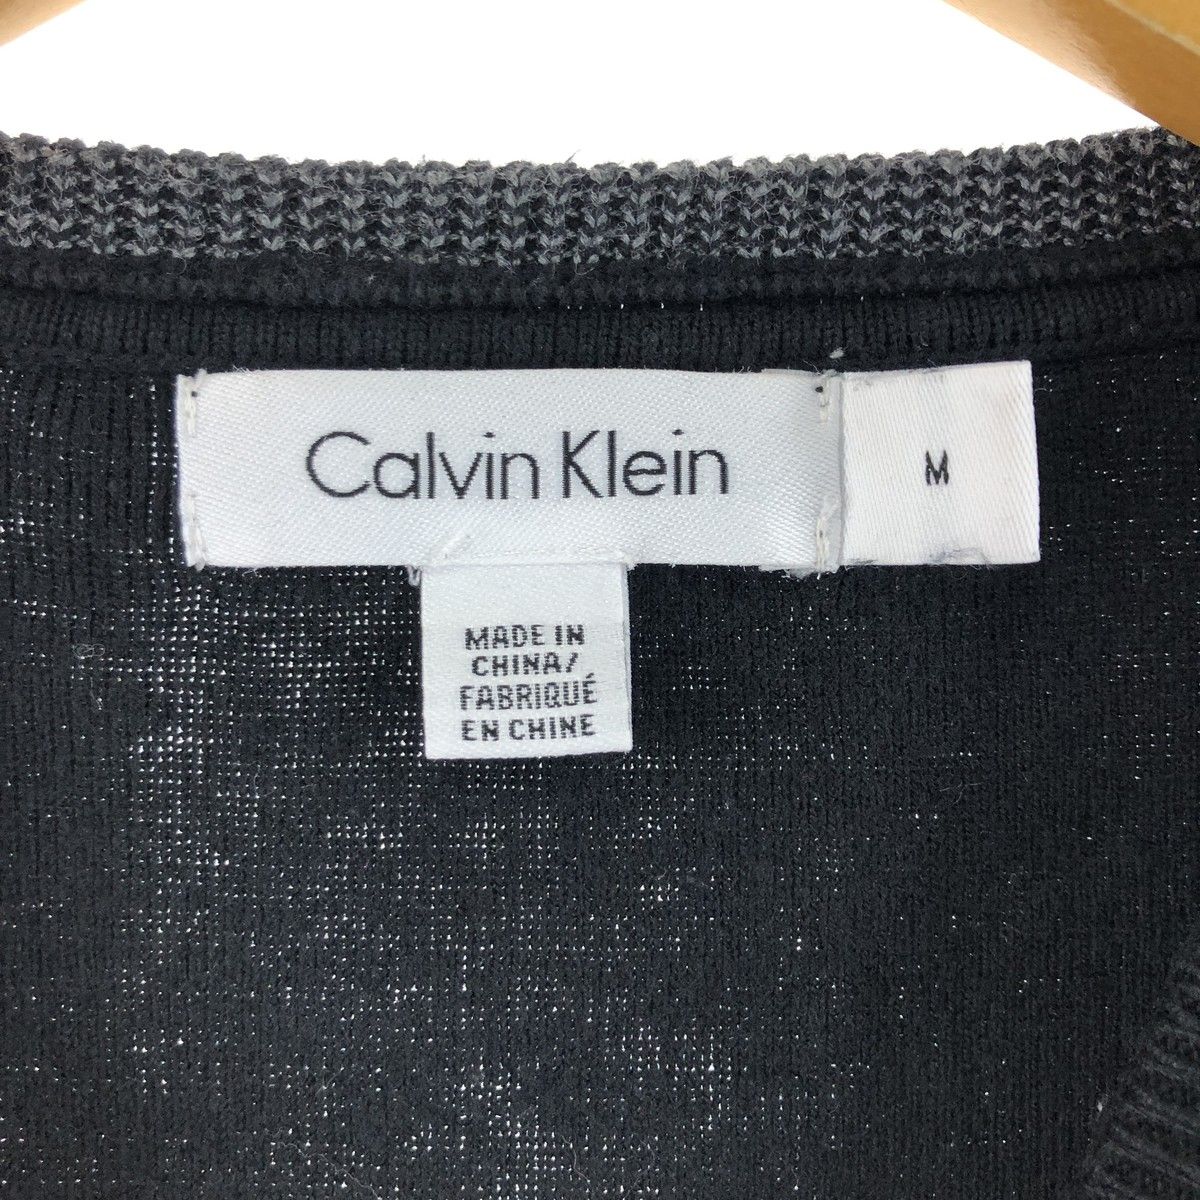 Calvin Klein
M
MADE IN
CHINA/
FABRIQUÉ
EN CHINE